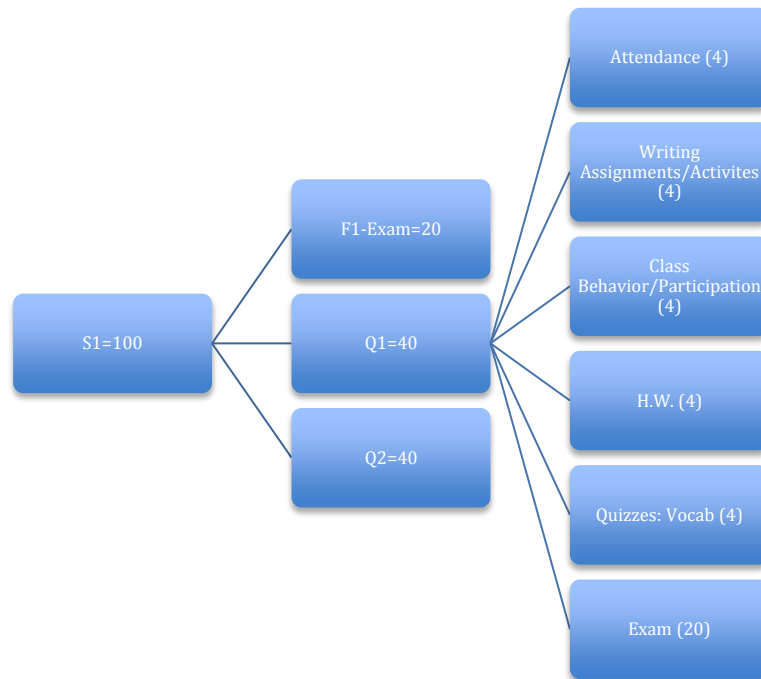 Attendance (4)
Writing
Assignments/Activites
(4)
F1-Exam=20
Class
Behavior/Participation
(4)
S1=100
Q1=40
H.W. (4)
Q2=40
Quizzes: Vocab (4)
Exam (20)